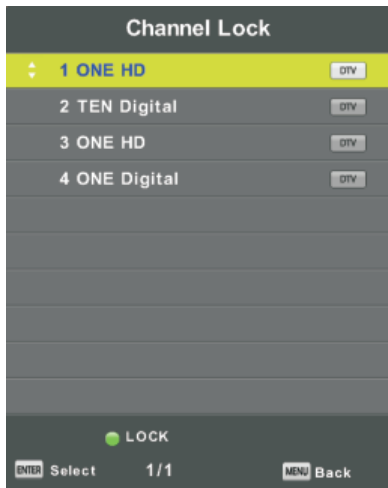 Channel Lock
1 ONE HD DTV
2 TEN Digital DTV
3 ONE HD DTV
4 ONE Digital DTV
LOCK
ENTER Select 1/1 MENU Back